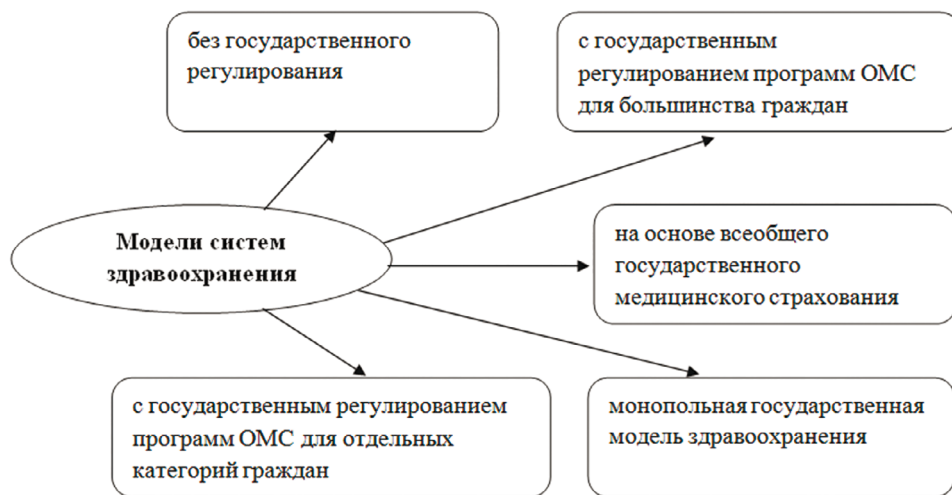 без государственного
регулирования
с государственным
регулированием программ ОМС
для большинства граждан
Модели систем
здравоохранения
на основе всеобщего
государственного
медицинского страхования
с государственным регулированием
программ ОМС для отдельных
категорий граждан
монопольная государственная
модель здравоохранения